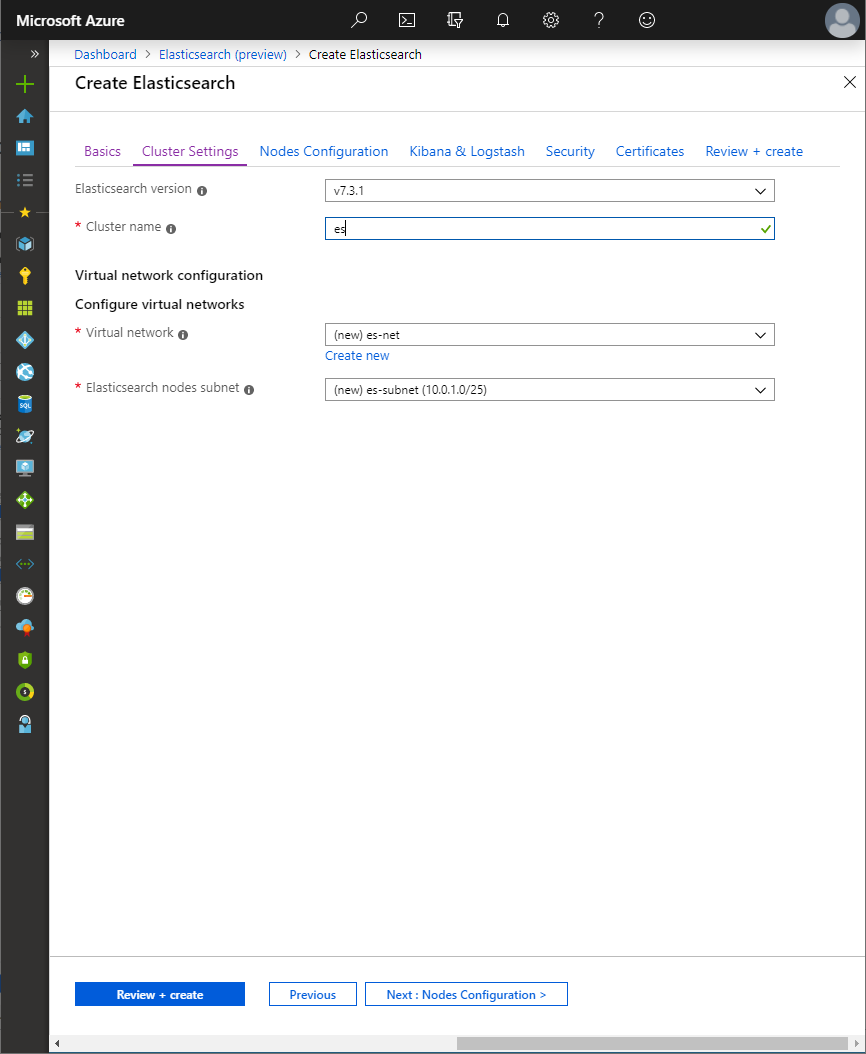 Microsoft Azure
Dashboard > Elasticsearch (preview) > Create Elasticsearch
Create Elasticsearch
Basics Cluster Settings Nodes Configuration Kibana & Logstash Security Certificates Review + create
Elasticsearch version v7.3.1
* Cluster name es
Virtual network configuration
Configure virtual networks
* Virtual network (new) es-net
Create new
* Elasticsearch nodes subnet (new) es-subnet (10.0.1.0/25)
Review + create Previous Next : Nodes Configuration >